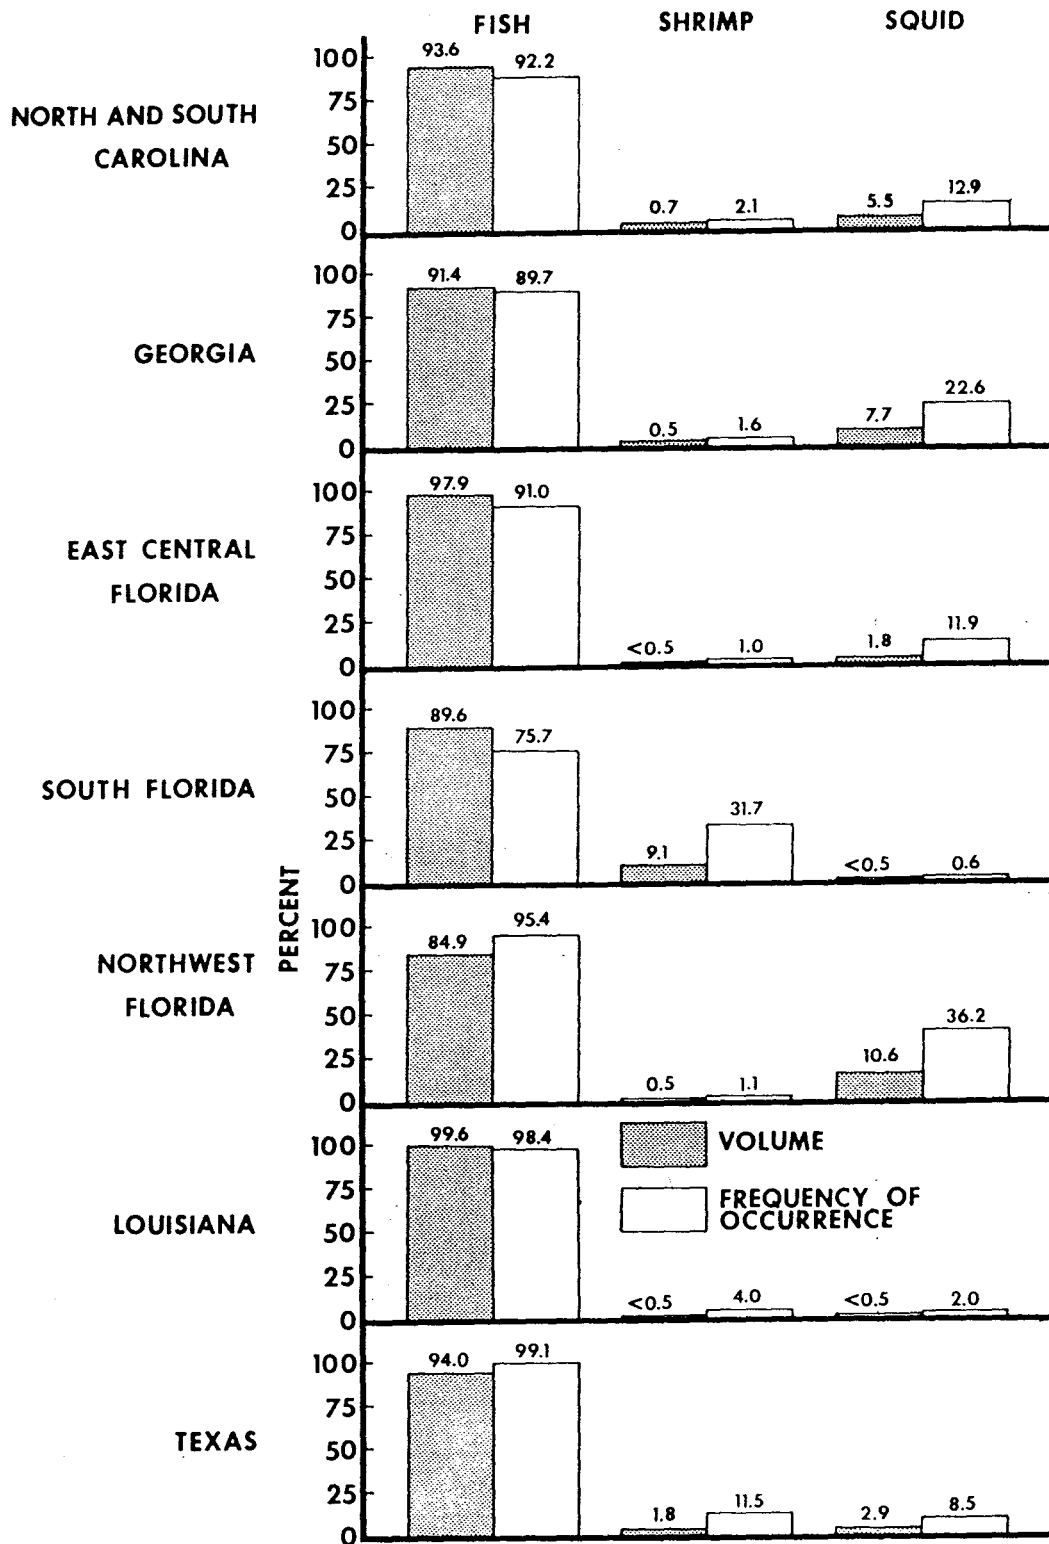 FISH SHRIMP SQUID
NORTH AND SOUTH
CAROLINA
100
75
50
25
0
93.6 92.2 0.7 2.1 5.5 12.9
GEORGIA
100
75
50
25
0
91.4 89.7 0.5 1.6 7.7 22.6
EAST CENTRAL
FLORIDA
100
75
50
25
0
97.9 91.0 <0.5 1.0 1.8 11.9
SOUTH FLORIDA
100
75
50
25
0
89.6 75.7 9.1 31.7 <0.5 0.6
PERCENT
NORTHWEST
FLORIDA
100
75
50
25
0
84.9 95.4 0.5 1.1 10.6 36.2
VOLUME
FREQUENCY OF
OCCURRENCE
LOUISIANA
100
75
50
25
0
99.6 98.4 <0.5 4.0 <0.5 2.0
TEXAS
100
75
50
25
0
94.0 99.1 1.8 11.5 2.9 8.5